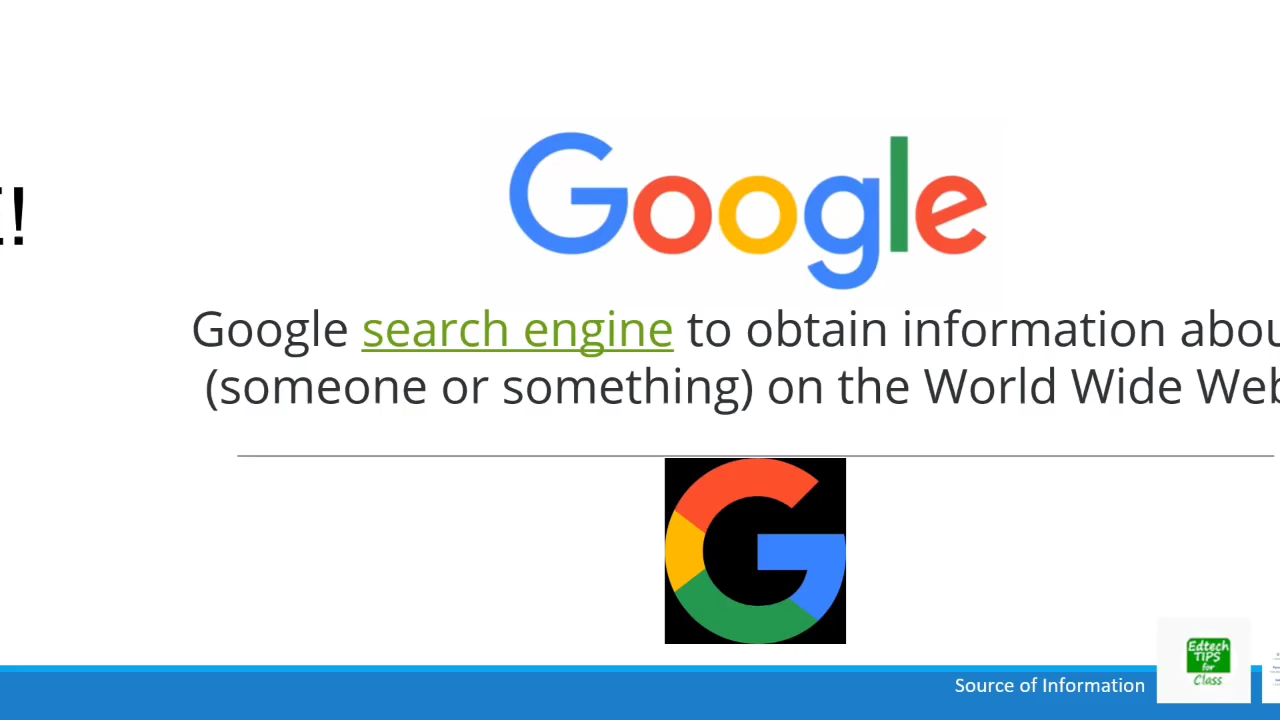 Google
!
Google search engine to obtain information abou
(someone or something) on the World Wide Web
Source of Information
Edtech
TIPS
for
Class